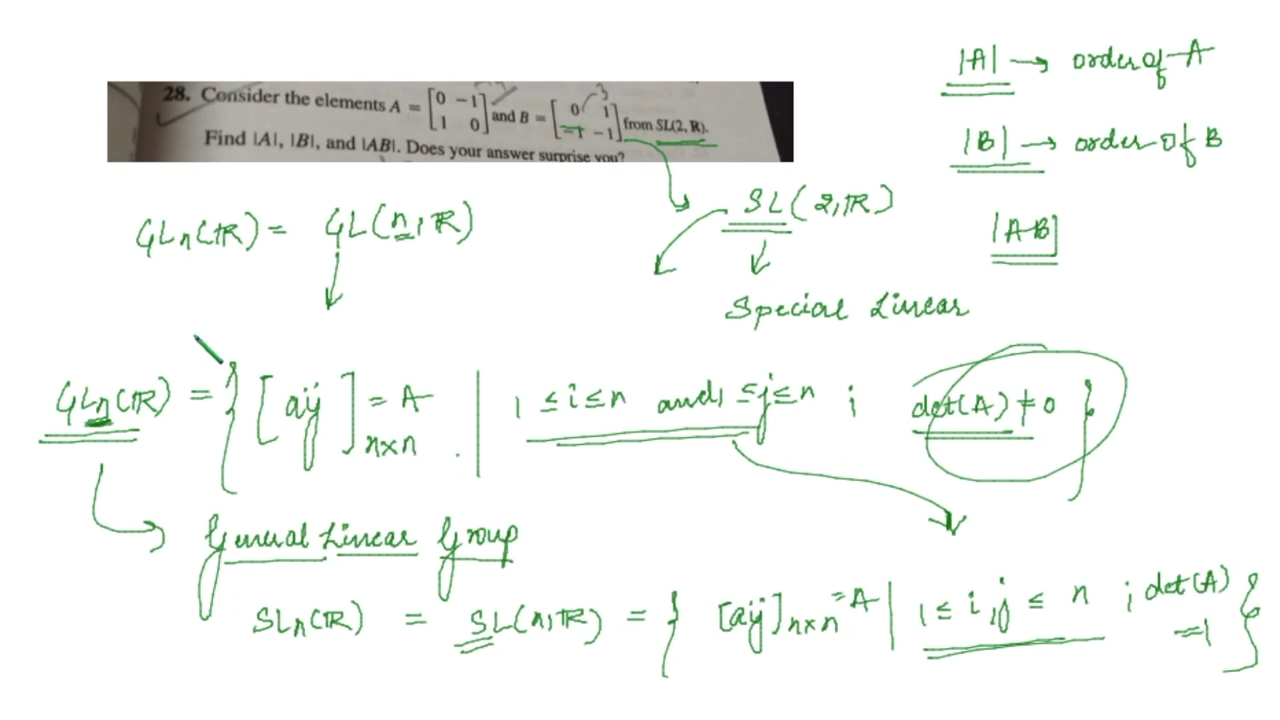 28. Consider the elements A = [0 -1; 1 0] and B = [0 1; -1 -1] from SL(2, R).
Find |A|, |B|, and |AB|. Does your answer surprise you?
|A| → order of A
|B| → order of B
|AB|
GLn(ℝ) = GL(n, ℝ)
SL(2, ℝ)
Special Linear
GLn(ℝ) = { [aij]n×n = A | 1 ≤ i ≤ n and 1 ≤ j ≤ n ; det(A) ≠ 0 }
General Linear Group
SLn(ℝ) = SL(n, ℝ) = { [aij]n×n = A | 1 ≤ i, j ≤ n ; det(A) = 1 }